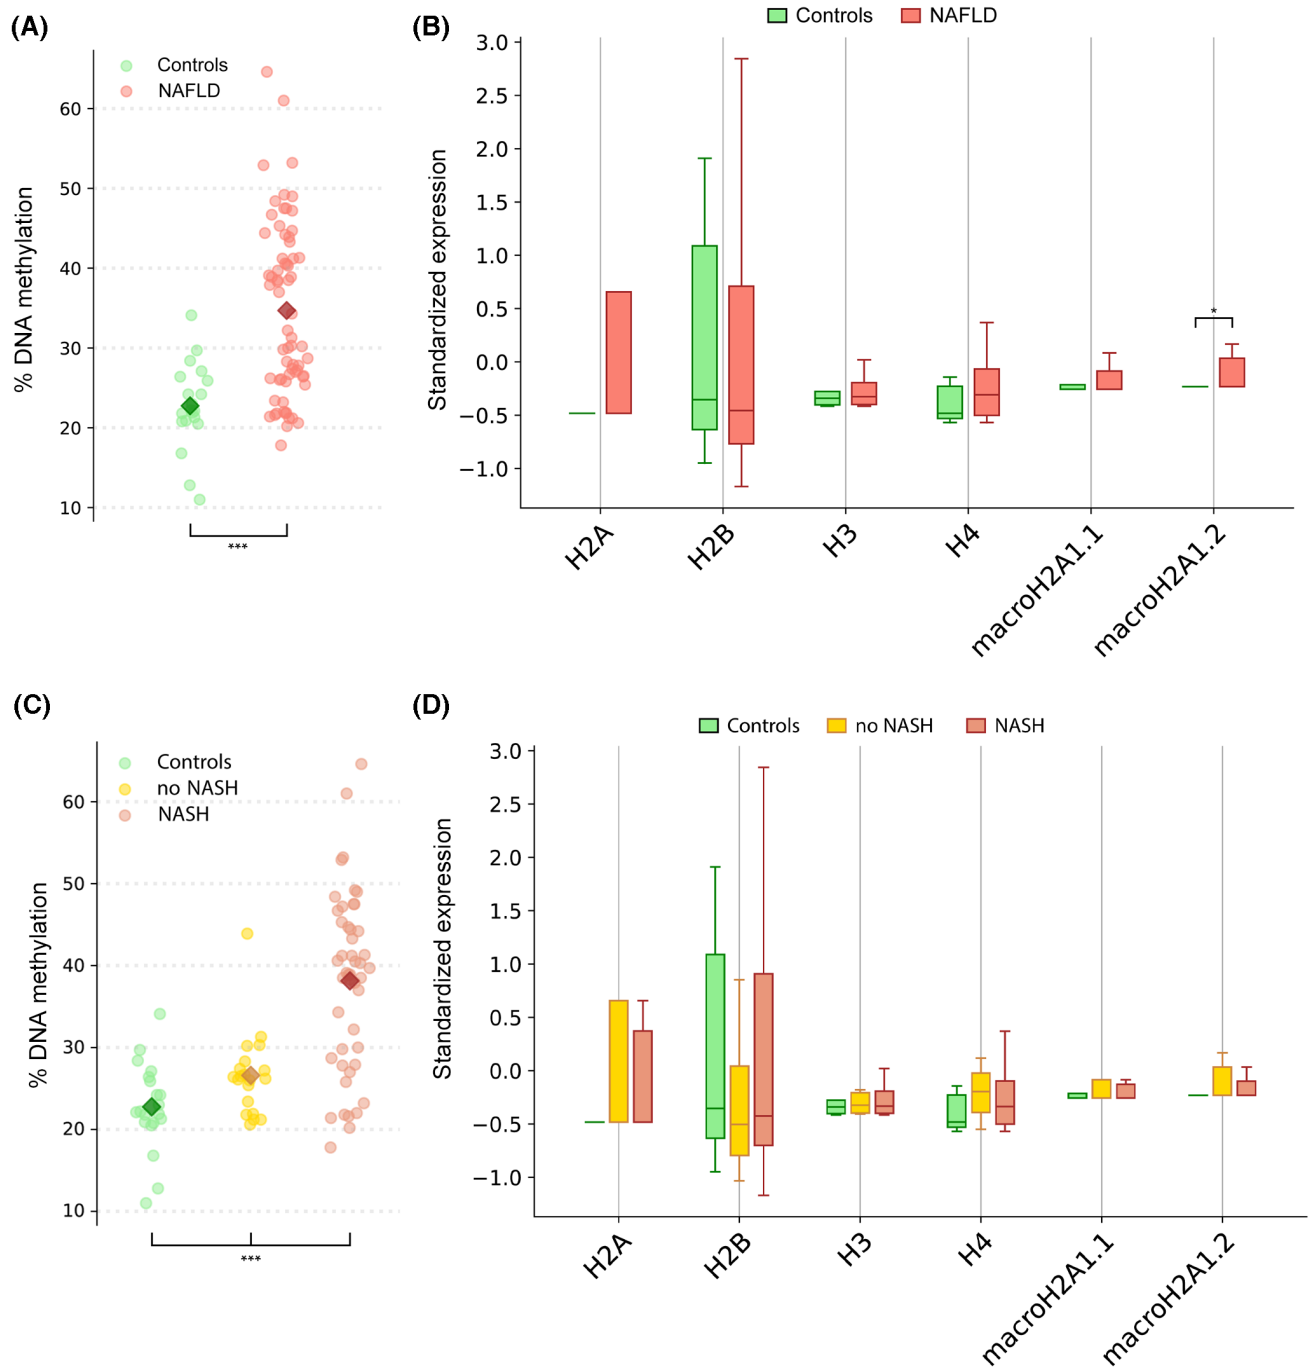 (A)
Controls
NAFLD
% DNA methylation
60
50
40
30
20
10
***
(B)
Controls
NAFLD
Standardized expression
3.0
2.5
2.0
1.5
1.0
0.5
0.0
−0.5
−1.0
*
H2A
H2B
H3
H4
macroH2A1.1
macroH2A1.2
(C)
Controls
no NASH
NASH
% DNA methylation
60
50
40
30
20
10
***
(D)
Controls
no NASH
NASH
Standardized expression
3.0
2.5
2.0
1.5
1.0
0.5
0.0
−0.5
−1.0
H2A
H2B
H3
H4
macroH2A1.1
macroH2A1.2